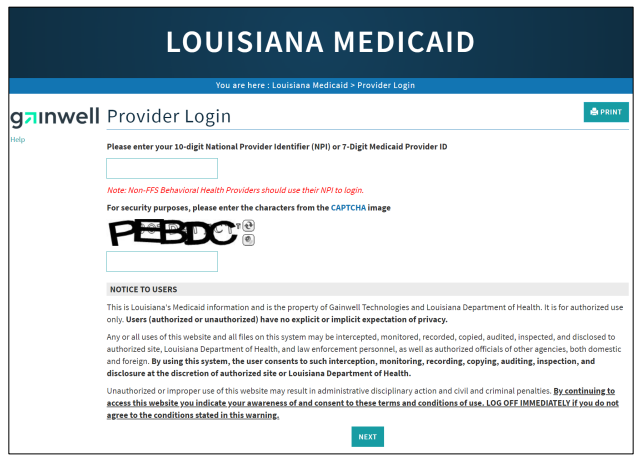 LOUISIANA MEDICAID
You are here : Louisiana Medicaid > Provider Login
gainwell
Provider Login
PRINT
Help
Please enter your 10-digit National Provider Identifier (NPI) or 7-Digit Medicaid Provider ID
Note: Non-FFS Behavioral Health Providers should use their NPI to login.
For security purposes, please enter the characters from the CAPTCHA image
PEBDC
NOTICE TO USERS
This is Louisiana's Medicaid information and is the property of Gainwell Technologies and Louisiana Department of Health. It is for authorized use
only. Users (authorized or unauthorized) have no explicit or implicit expectation of privacy.
Any or all uses of this website and all files on this system may be intercepted, monitored, recorded, copied, audited, inspected, and disclosed to
authorized site, Louisiana Department of Health, and law enforcement personnel, as well as authorized officials of other agencies, both domestic
and foreign. By using this system, the user consents to such interception, monitoring, recording, copying, auditing, inspection, and
disclosure at the discretion of authorized site or Louisiana Department of Health.
Unauthorized or improper use of this website may result in administrative disciplinary action and civil and criminal penalties. By continuing to
access this website you indicate your awareness of and consent to these terms and conditions of use. LOG OFF IMMEDIATELY if you do not
agree to the conditions stated in this warning.
NEXT